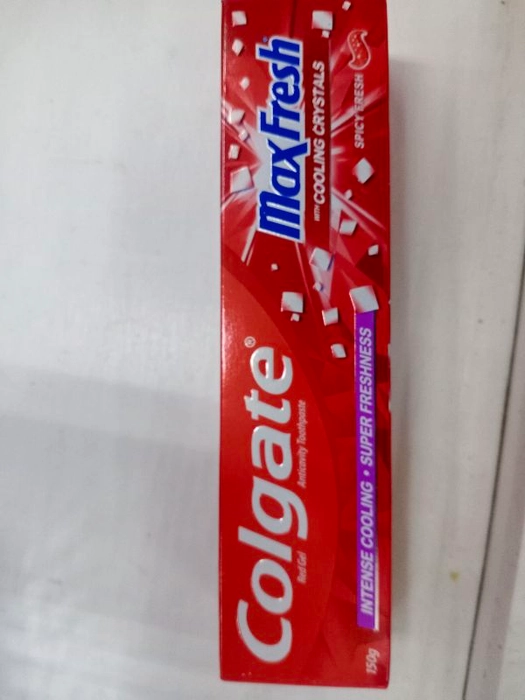 Colgate®
Red Gel Anticavity Toothpaste
MaxFresh®
WITH COOLING CRYSTALS
SPICY FRESH
INTENSE COOLING • SUPER FRESHNESS
150g